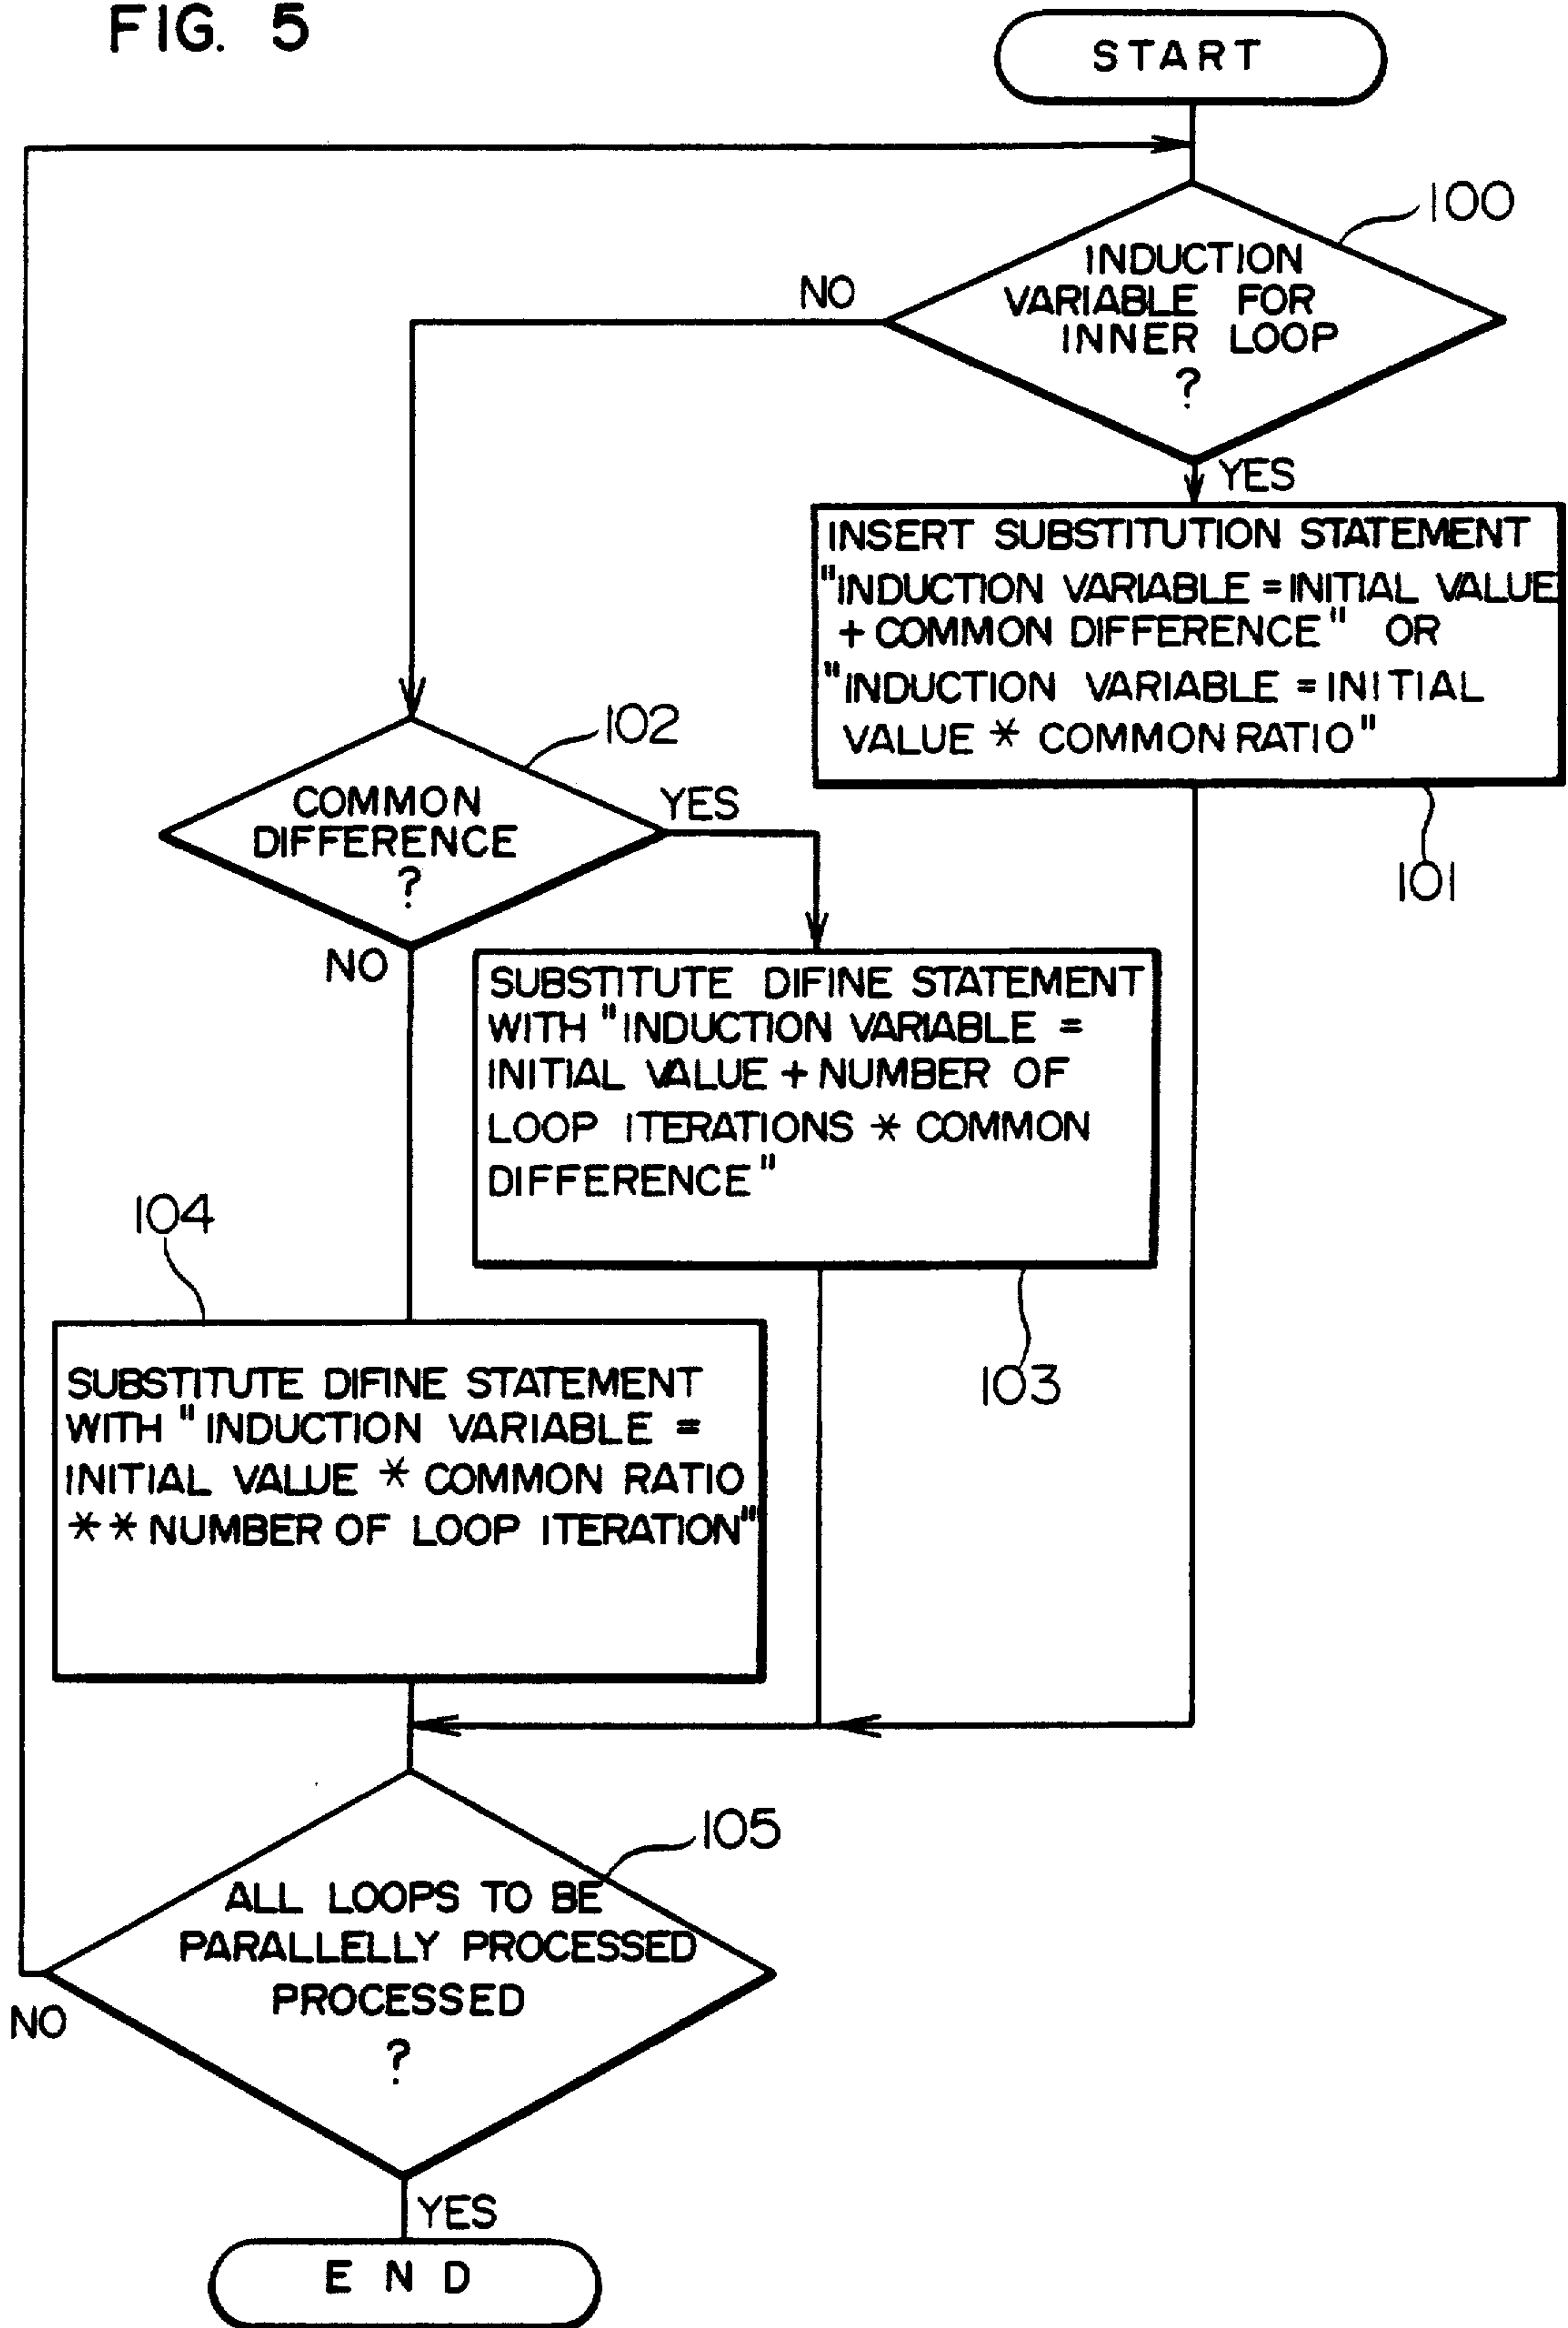 FIG. 5
START
100
INDUCTION
VARIABLE FOR
INNER LOOP
?
NO
YES
INSERT SUBSTITUTION STATEMENT
"INDUCTION VARIABLE = INITIAL VALUE
+ COMMON DIFFERENCE" OR
"INDUCTION VARIABLE = INITIAL
VALUE * COMMON RATIO"
101
102
COMMON
DIFFERENCE
?
YES
NO
SUBSTITUTE DIFINE STATEMENT
WITH "INDUCTION VARIABLE =
INITIAL VALUE + NUMBER OF
LOOP ITERATIONS * COMMON
DIFFERENCE"
103
104
SUBSTITUTE DIFINE STATEMENT
WITH "INDUCTION VARIABLE =
INITIAL VALUE * COMMON RATIO
** NUMBER OF LOOP ITERATION"
105
ALL LOOPS TO BE
PARALLELLY PROCESSED
PROCESSED
?
NO
YES
END